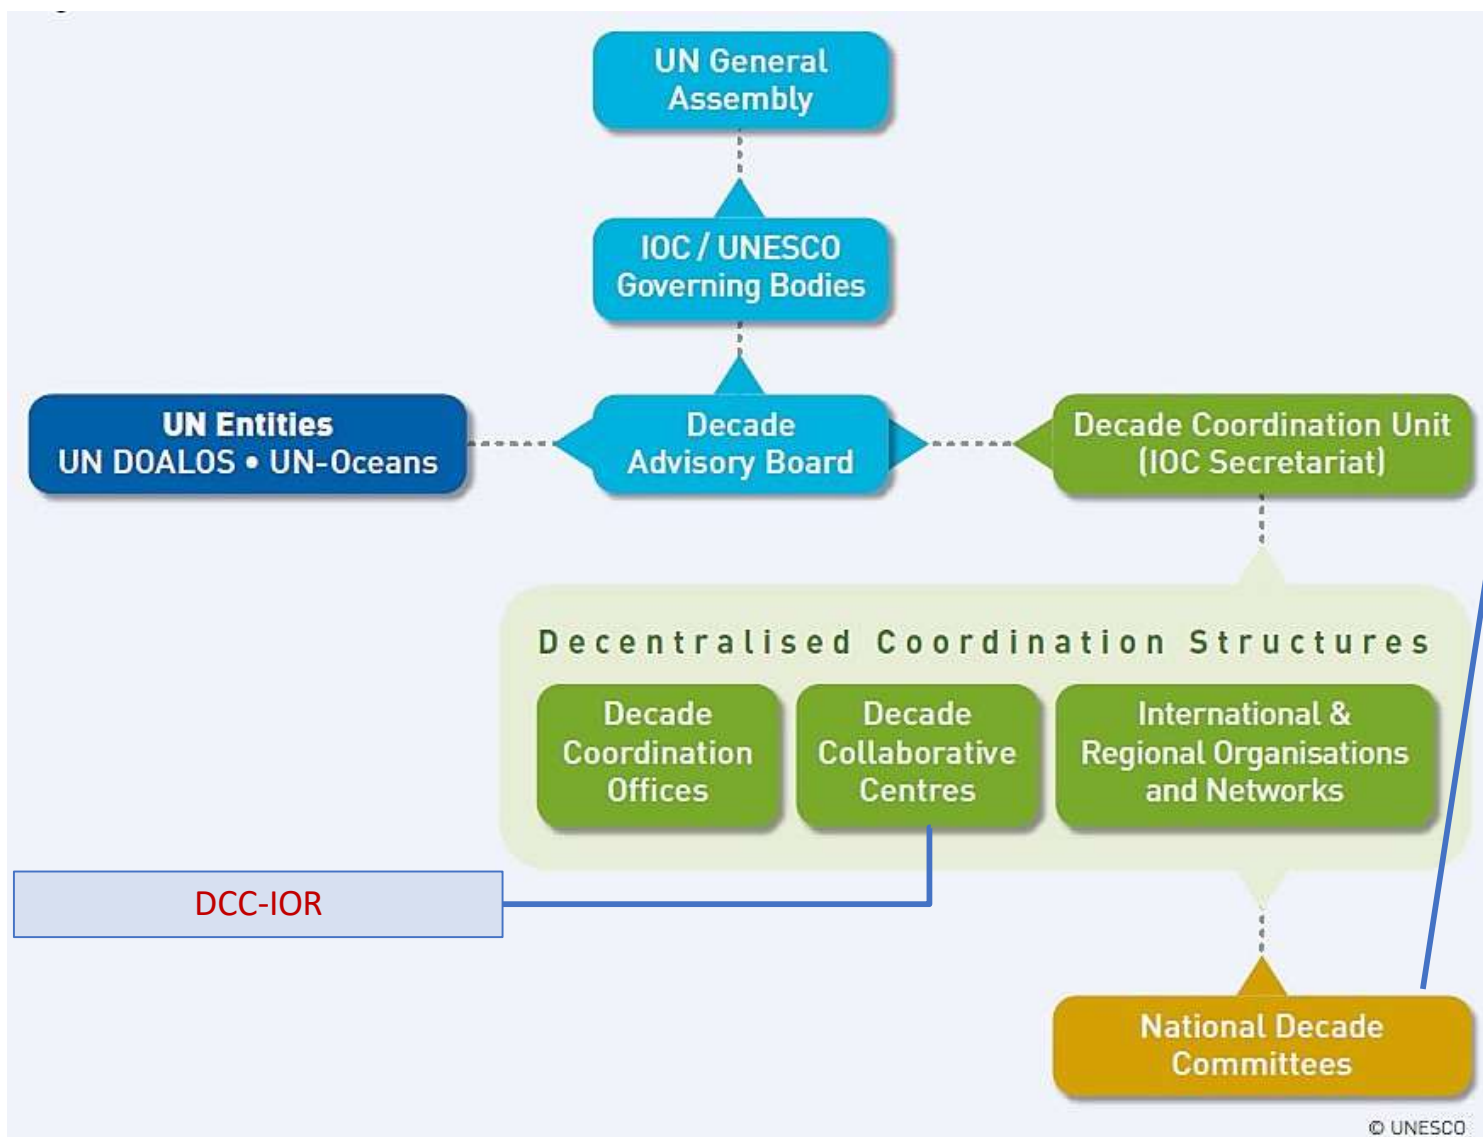 UN General
Assembly
IOC / UNESCO
Governing Bodies
UN Entities
UN DOALOS • UN-Oceans
Decade
Advisory Board
Decade Coordination Unit
(IOC Secretariat)
Decentralised Coordination Structures
Decade
Coordination
Offices
Decade
Collaborative
Centres
International &
Regional Organisations
and Networks
DCC-IOR
National Decade
Committees
© UNESCO